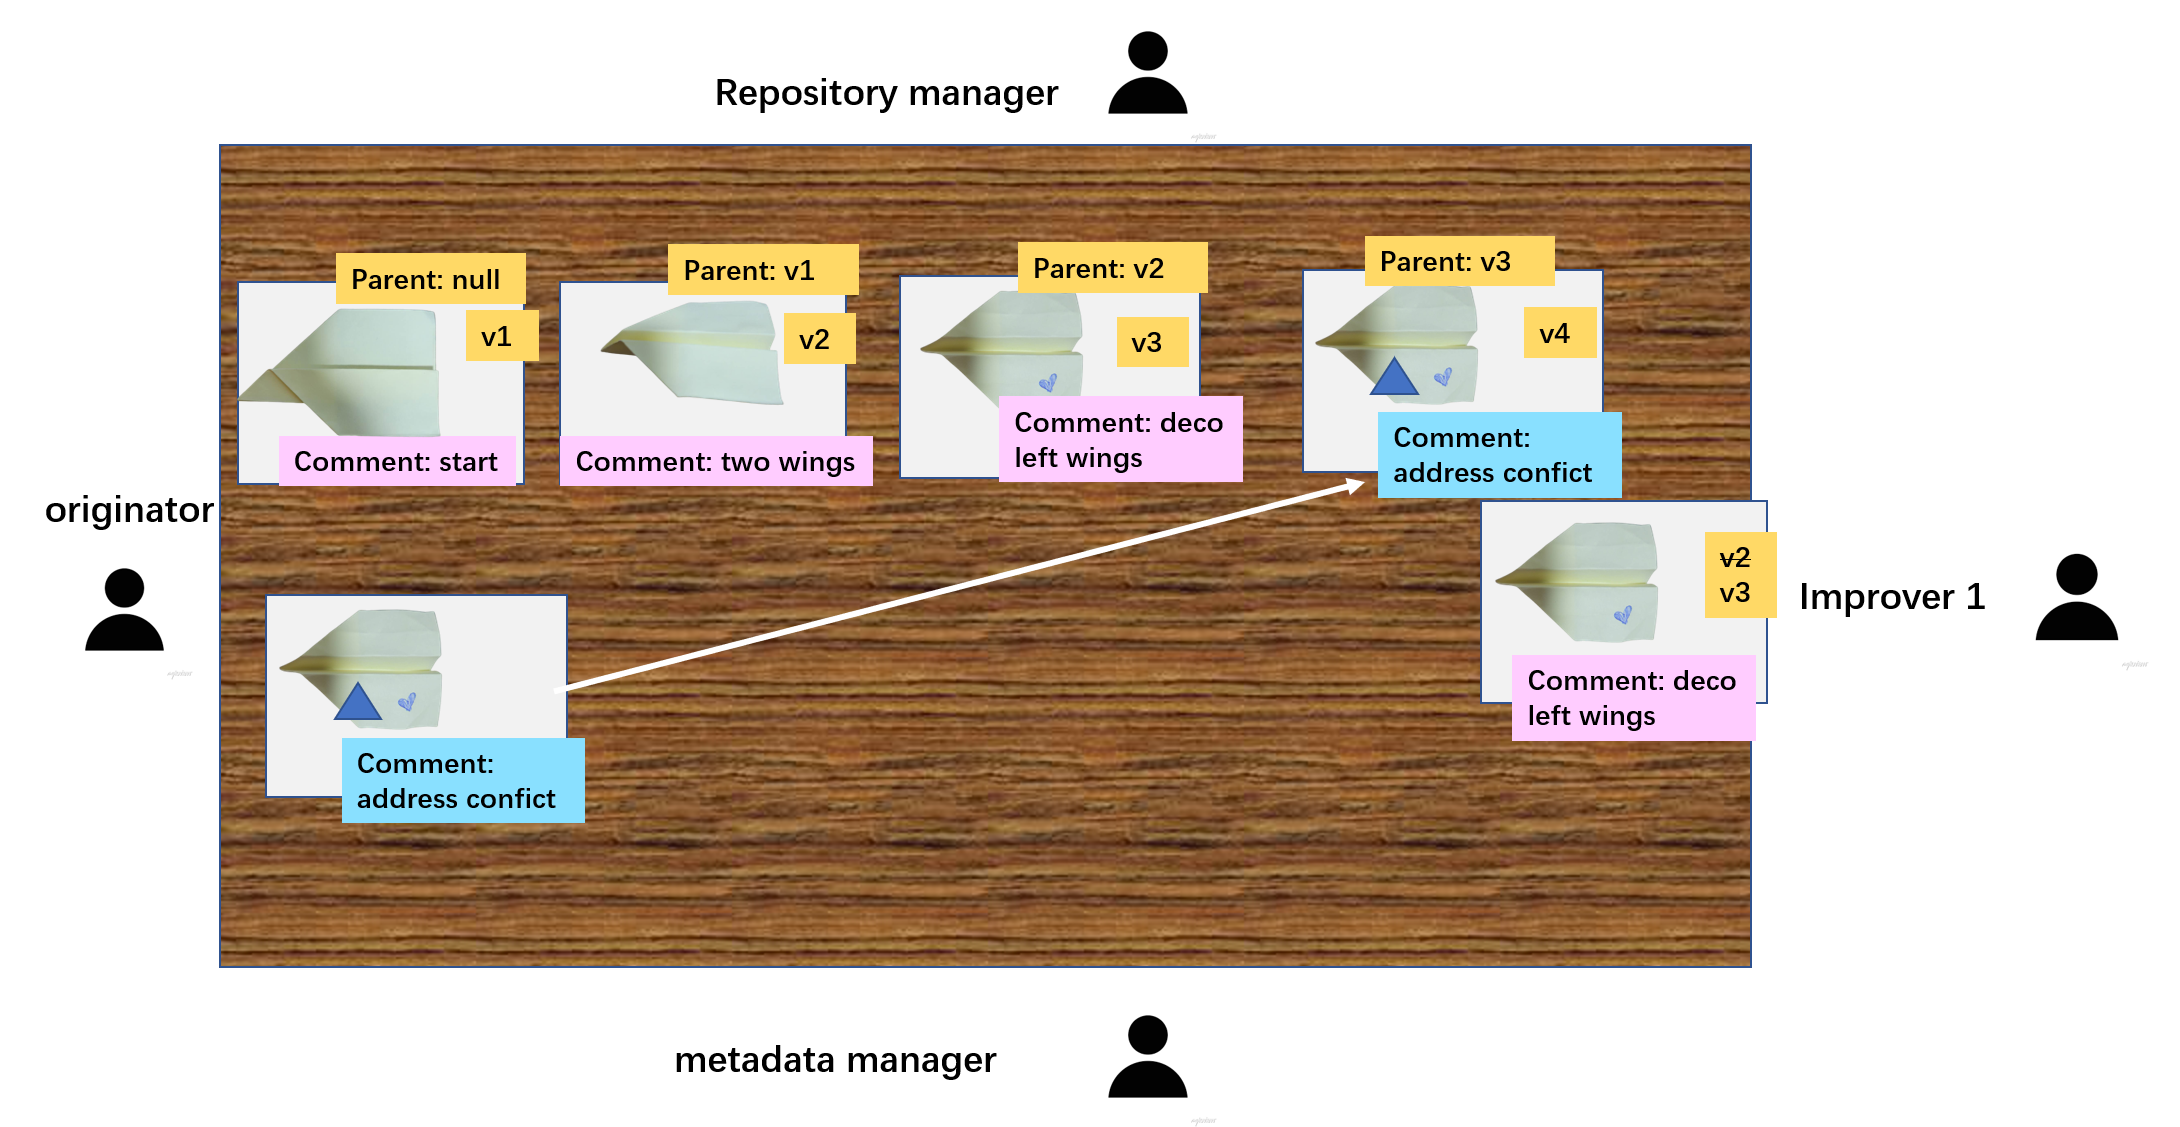 Repository manager
Parent: null
v1
Comment: start
Parent: v1
v2
Comment: two wings
Parent: v2
v3
Comment: deco
left wings
Parent: v3
v4
Comment:
address confict
originator
v2
v3
Comment: deco
left wings
Improver 1
Comment:
address confict
metadata manager